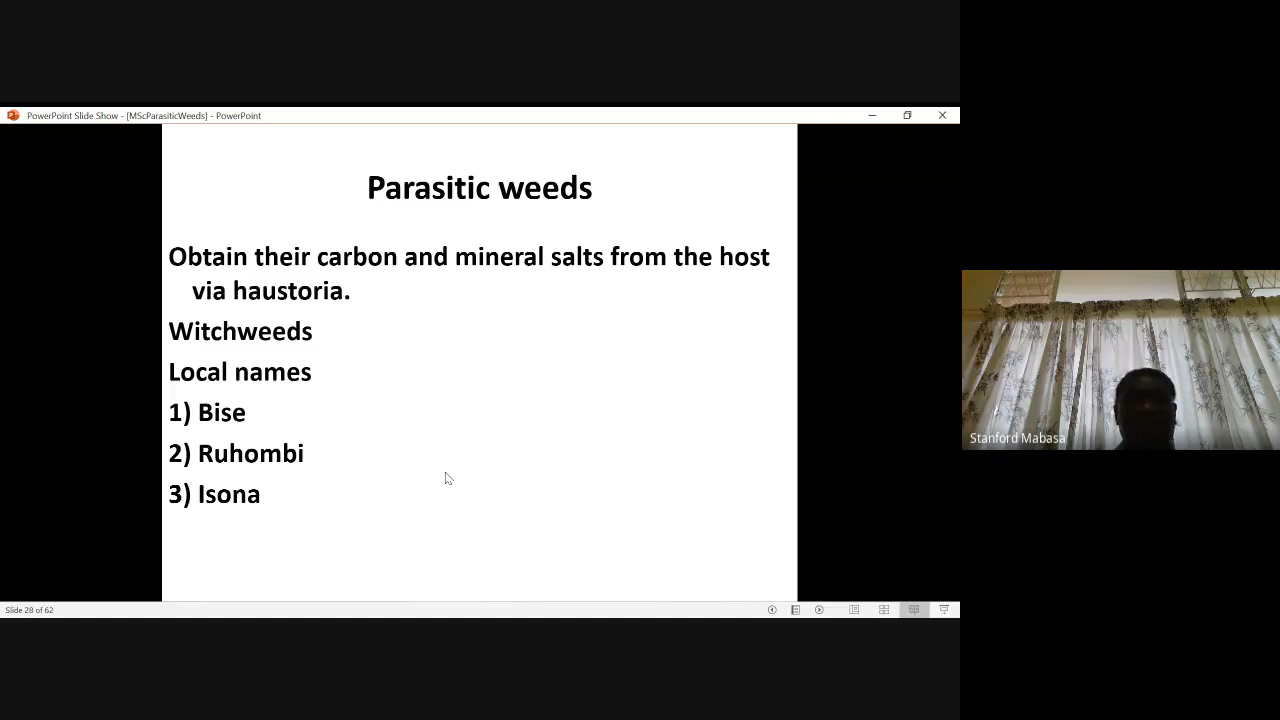 PowerPoint Slide Show - [MScParasiticWeeds] - PowerPoint
Parasitic weeds
Obtain their carbon and mineral salts from the host
via haustoria.
Witchweeds
Local names
1) Bise
2) Ruhombi
3) Isona
Stanford Mabasa
Slide 28 of 62